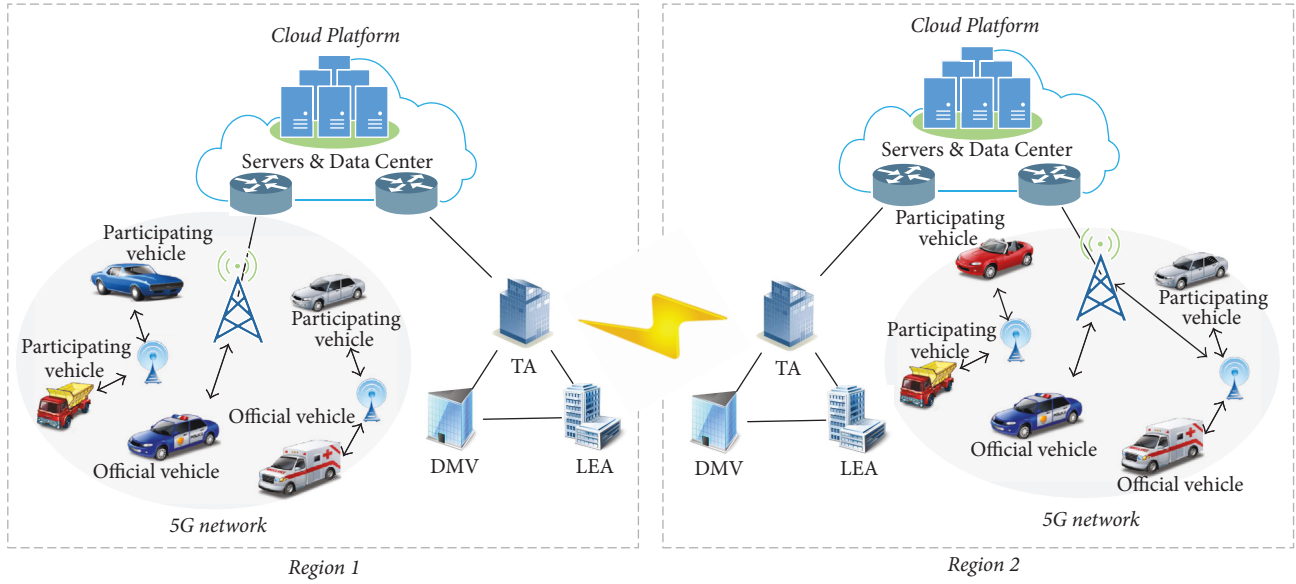 Cloud Platform
Servers & Data Center
Participating
vehicle
Participating
vehicle
Participating
vehicle
Official vehicle
Official vehicle
5G network
TA
DMV
LEA
Region 1
Cloud Platform
Servers & Data Center
Participating
vehicle
Participating
vehicle
Participating
vehicle
Official vehicle
Official vehicle
5G network
TA
DMV
LEA
Region 2